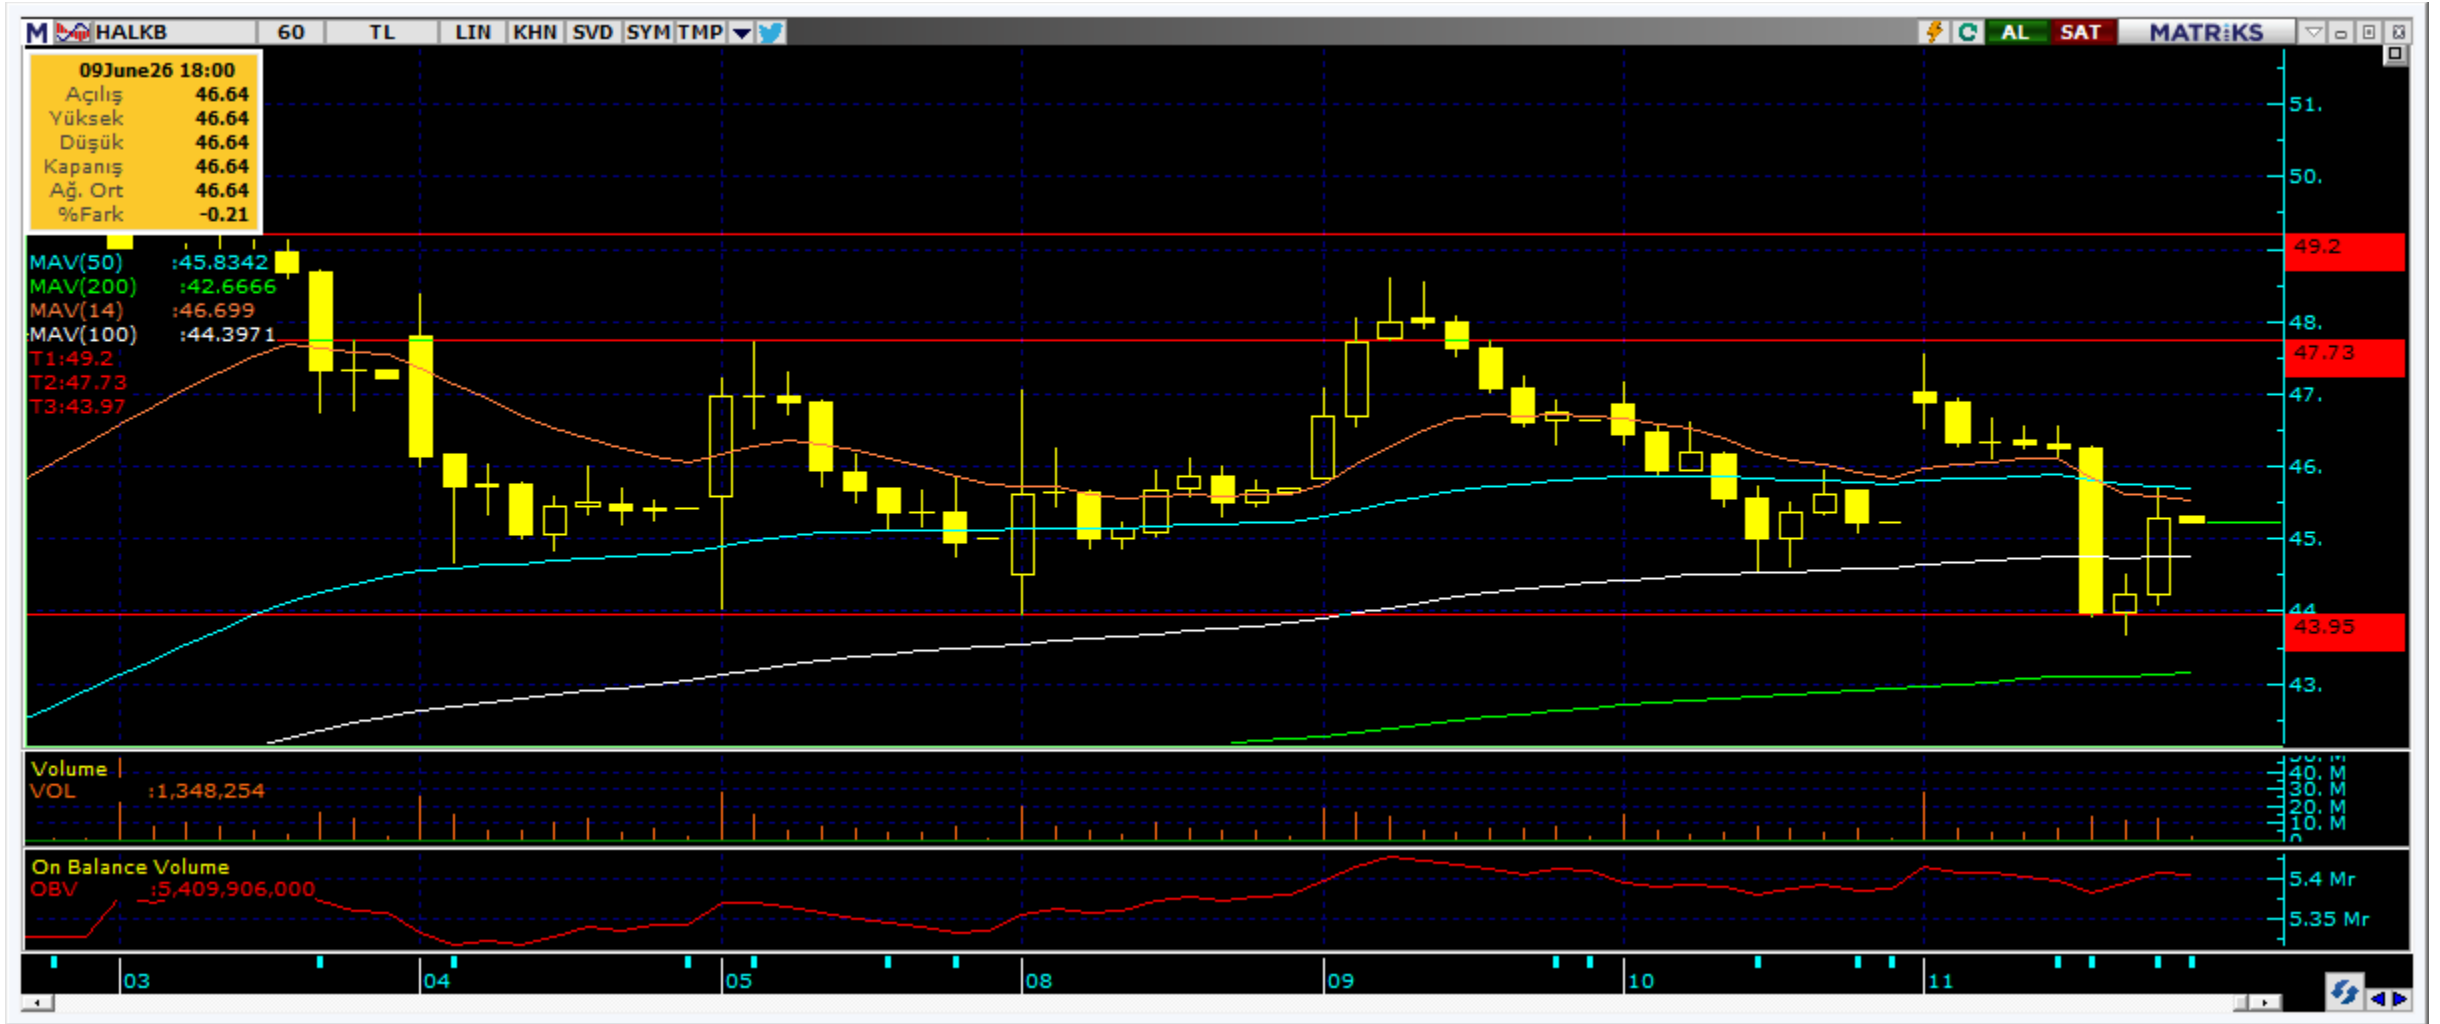 M HALKB 60 TL LIN KHN SVD SYM TMP AL SAT MATRiKS
09June26 18:00
Açılış 46.64
Yüksek 46.64
Düşük 46.64
Kapanış 46.64
Ağ. Ort 46.64
%Fark -0.21
MAV(50) :45.8342
MAV(200) :42.6666
MAV(14) :46.699
MAV(100) :44.3971
T1:49.2
T2:47.73
T3:43.97
51.
50.
49.2
48.
47.73
47.
46.
45.
44
43.95
43.
Volume
VOL :1,348,254
40. M
30. M
20. M
10. M
0
On Balance Volume
OBV :5,409,906,000
5.4 Mr
5.35 Mr
03 04 05 08 09 10 11